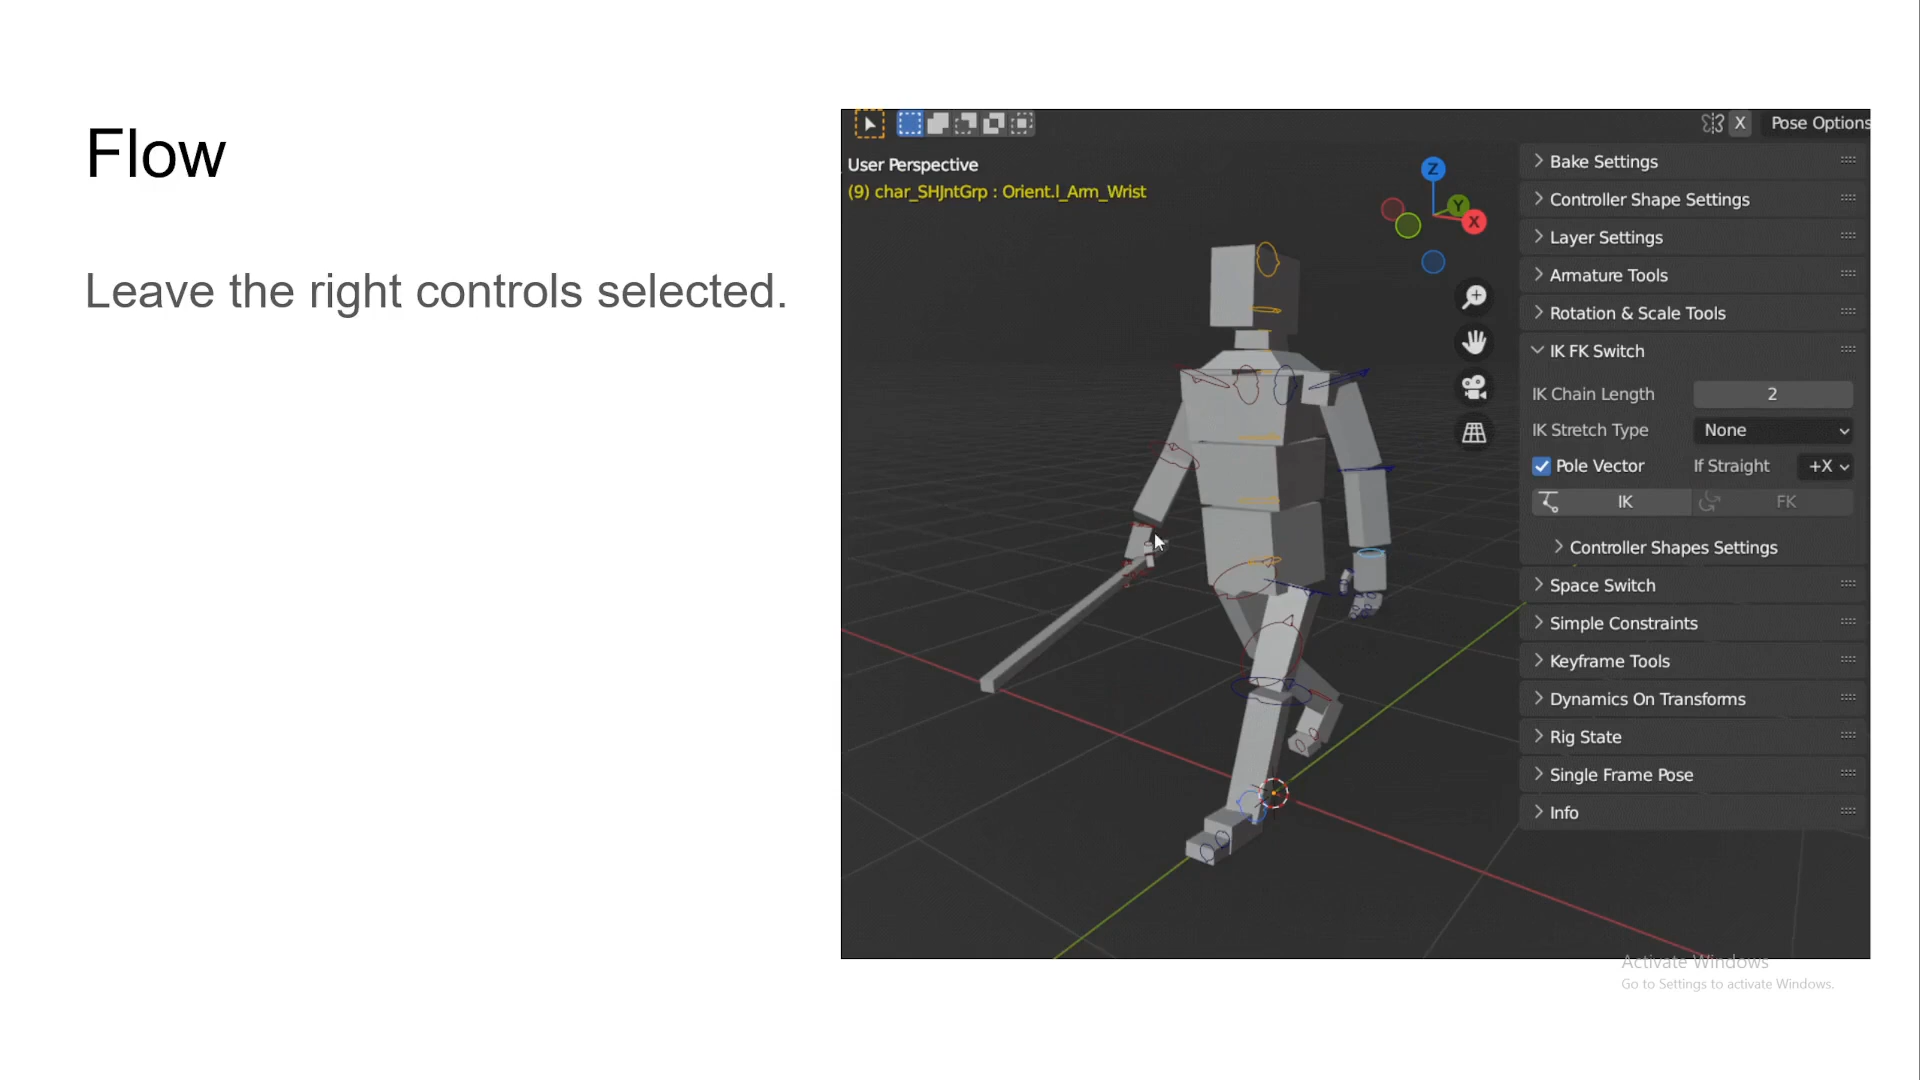 Flow
Leave the right controls selected.
X
Pose Options
User Perspective
(9) char_SHJntGrp : Orient.l_Arm_Wrist
Z
Y
X
Bake Settings
Controller Shape Settings
Layer Settings
Armature Tools
Rotation & Scale Tools
IK FK Switch
IK Chain Length 2
IK Stretch Type None
Pole Vector If Straight +X
IK FK
Controller Shapes Settings
Space Switch
Simple Constraints
Keyframe Tools
Dynamics On Transforms
Rig State
Single Frame Pose
Info
Activate Windows
Go to Settings to activate Windows.